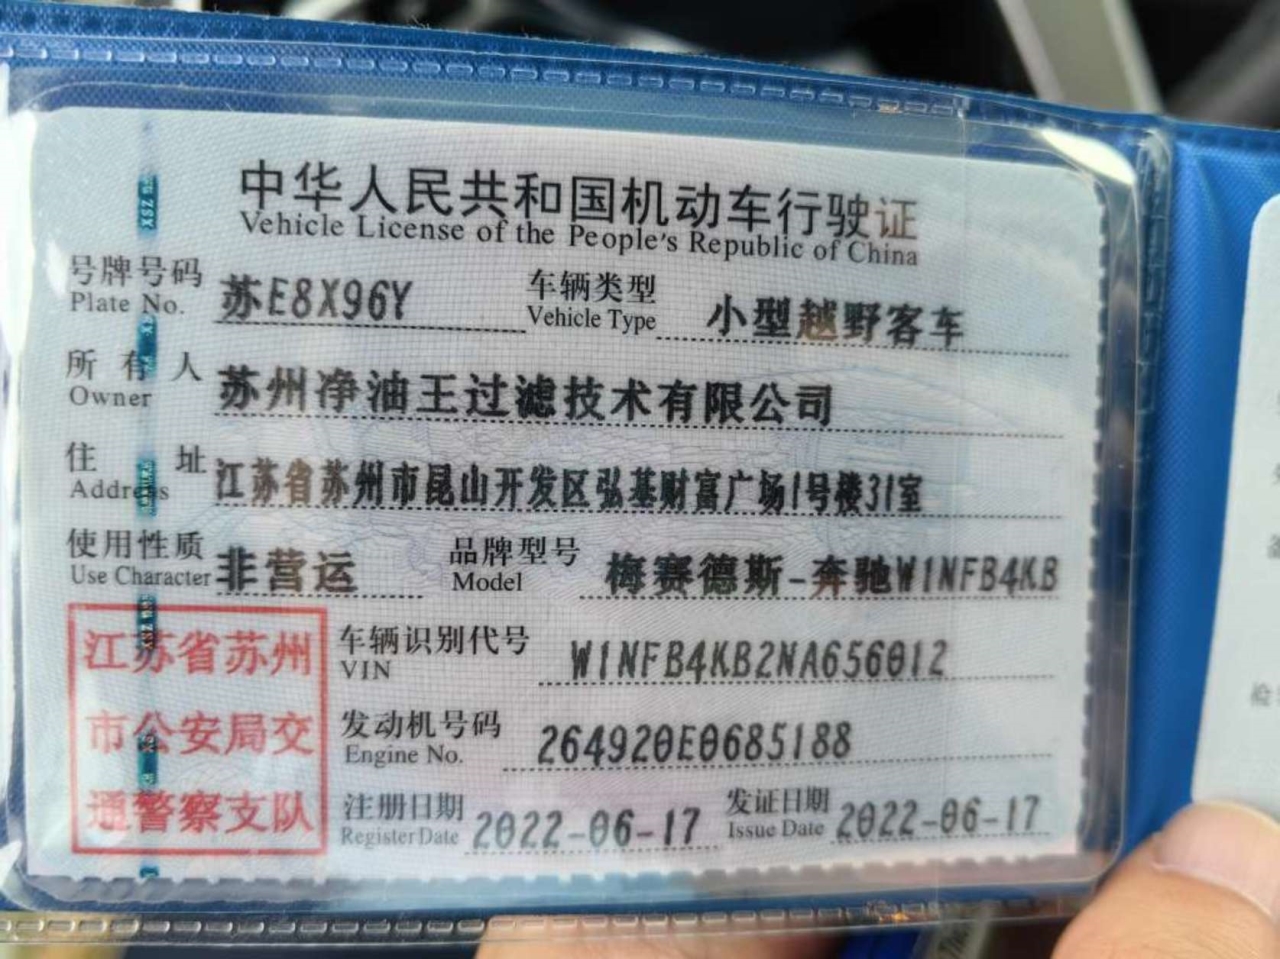 中华人民共和国机动车行驶证
Vehicle License of the People's Republic of China
号牌号码 苏E8X96Y 车辆类型 小型越野客车
Plate No. Vehicle Type
所有人 苏州净油王过滤技术有限公司
Owner
住址 江苏省苏州市昆山开发区弘基财富广场1号楼31室
Address
使用性质 非营运 品牌型号 梅赛德斯-奔驰W1NFB4KB
Use Character Model
江苏省苏州
市公安局交
通警察支队
车辆识别代号 W1NFB4KB2NA656012
VIN
发动机号码 264920E0685188
Engine No.
注册日期 2022-06-17 发证日期 2022-06-17
Register Date Issue Date